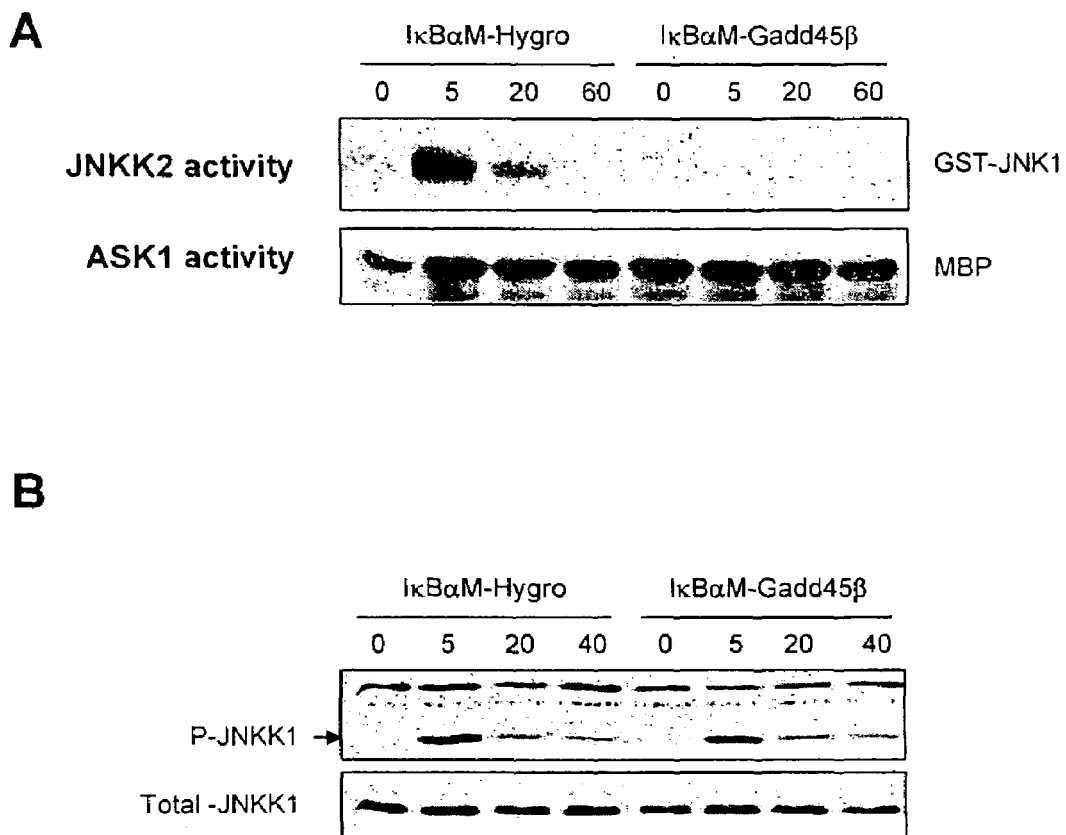 A
IκBαM-Hygro IκBαM-Gadd45β
0 5 20 60 0 5 20 60
JNKK2 activity GST-JNK1
ASK1 activity MBP
B
IκBαM-Hygro IκBαM-Gadd45β
0 5 20 40 0 5 20 40
P-JNKK1
Total -JNKK1